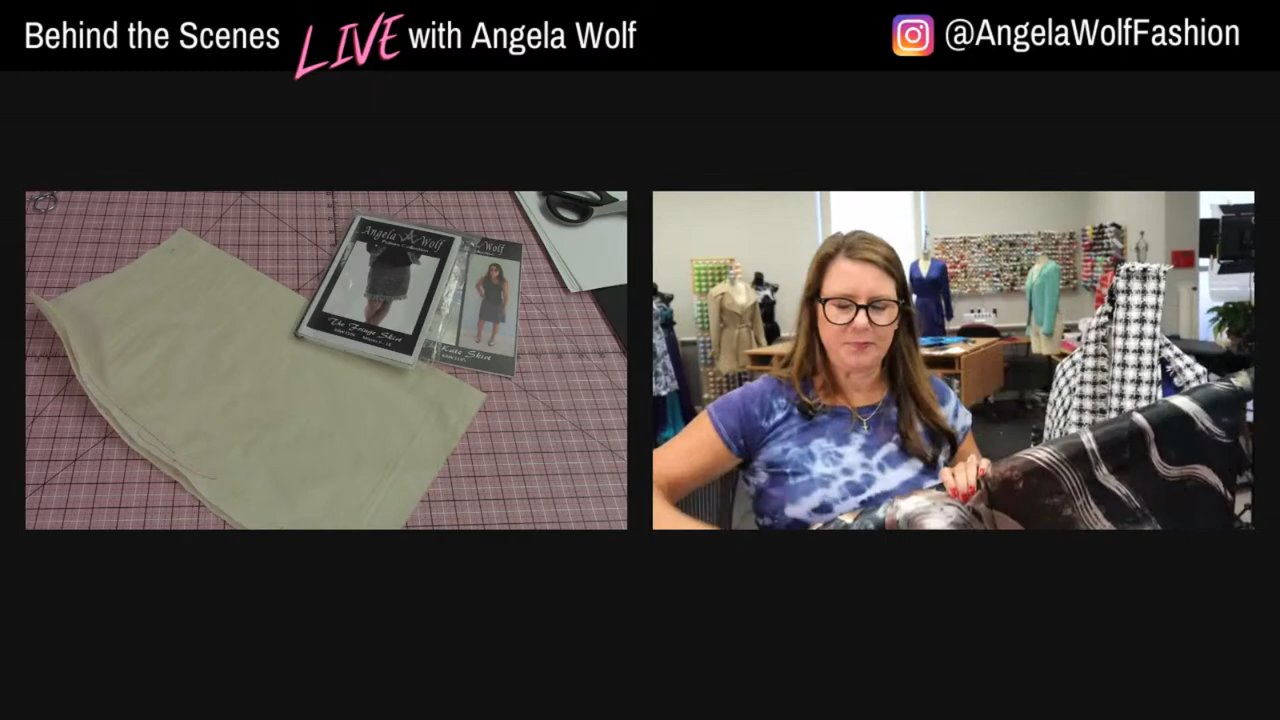 Behind the Scenes LIVE with Angela Wolf
@AngelaWolfFashion
Angela Wolf
The Fringe Skirt
Wolf
Kate Skirt